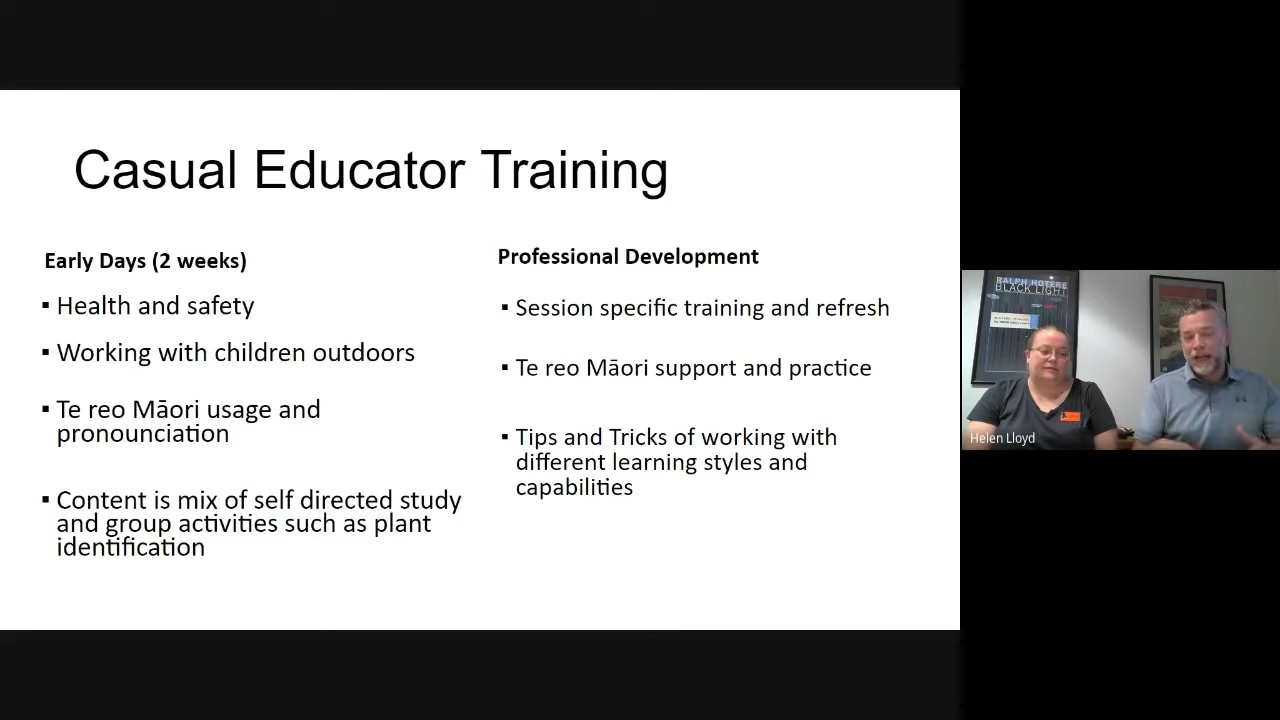 Casual Educator Training
Early Days (2 weeks)
▪ Health and safety
▪ Working with children outdoors
▪ Te reo Māori usage and
pronounciation
▪ Content is mix of self directed study
and group activities such as plant
identification
Professional Development
▪ Session specific training and refresh
▪ Te reo Māori support and practice
▪ Tips and Tricks of working with
different learning styles and
capabilities
RALPH HOTERE
BLACK LIGHT
Helen Lloyd